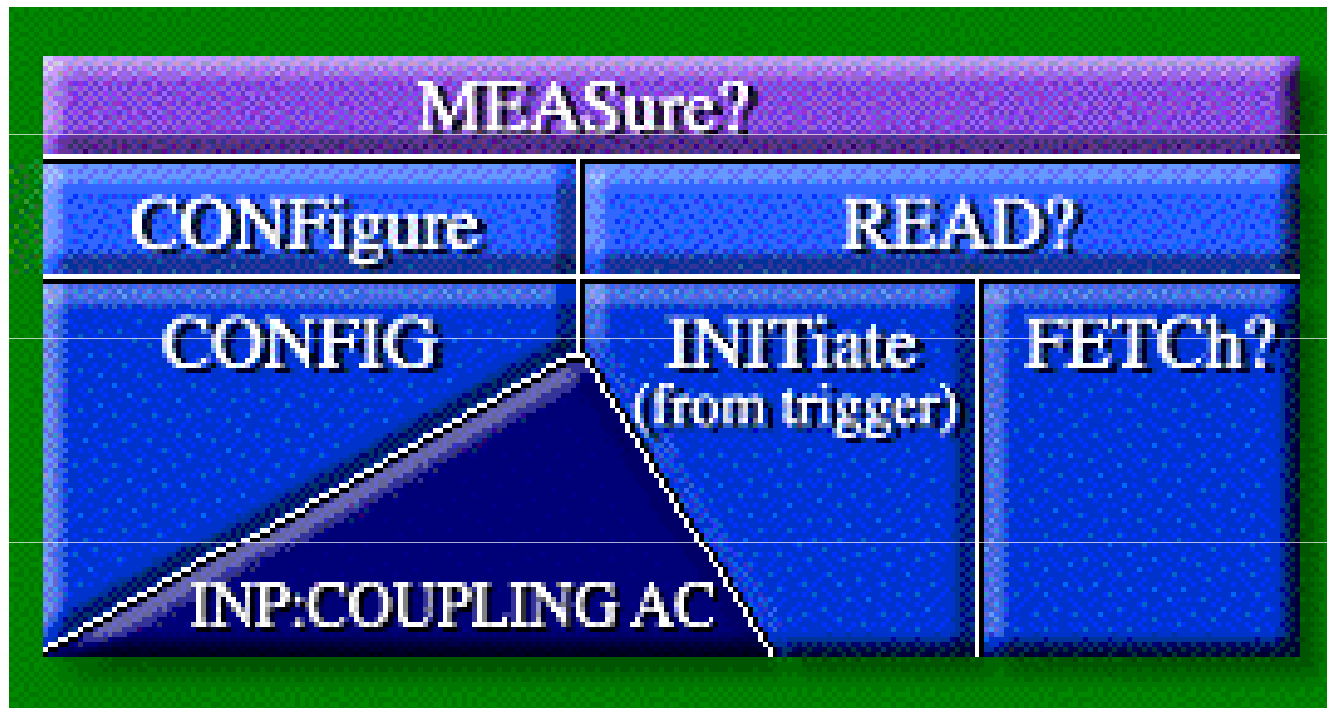 MEASure?
CONFigure
READ?
CONFIG
INITiate
(from trigger)
FETCh?
INP:COUPLING AC